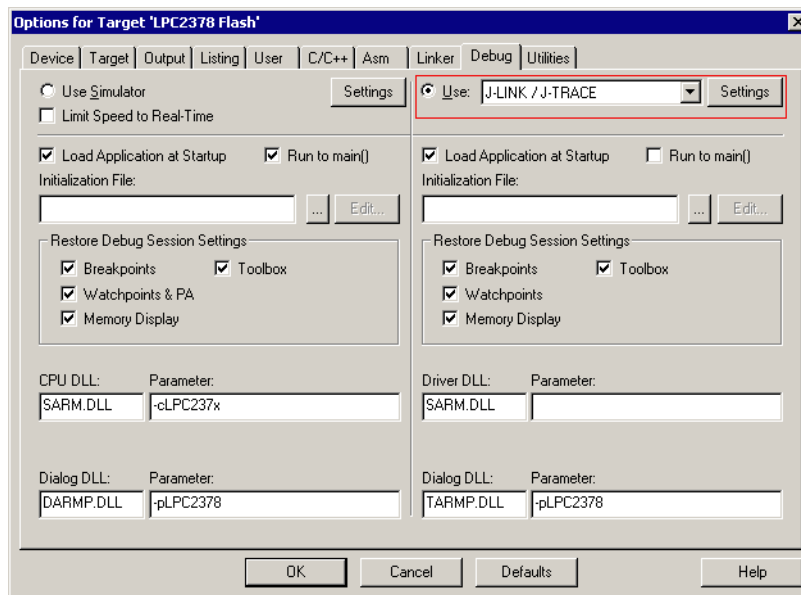 Options for Target 'LPC2378 Flash'
Device Target Output Listing User C/C++ Asm Linker Debug Utilities
Use Simulator Settings
Limit Speed to Real-Time
Use: J-LINK / J-TRACE Settings
Load Application at Startup Run to main()
Initialization File:
... Edit...
Restore Debug Session Settings
Breakpoints Toolbox
Watchpoints & PA
Memory Display
CPU DLL: Parameter:
SARM.DLL -cLPC237x
Dialog DLL: Parameter:
DARMP.DLL -pLPC2378
Load Application at Startup Run to main()
Initialization File:
... Edit...
Restore Debug Session Settings
Breakpoints Toolbox
Watchpoints
Memory Display
Driver DLL: Parameter:
SARM.DLL
Dialog DLL: Parameter:
TARMP.DLL -pLPC2378
OK Cancel Defaults Help